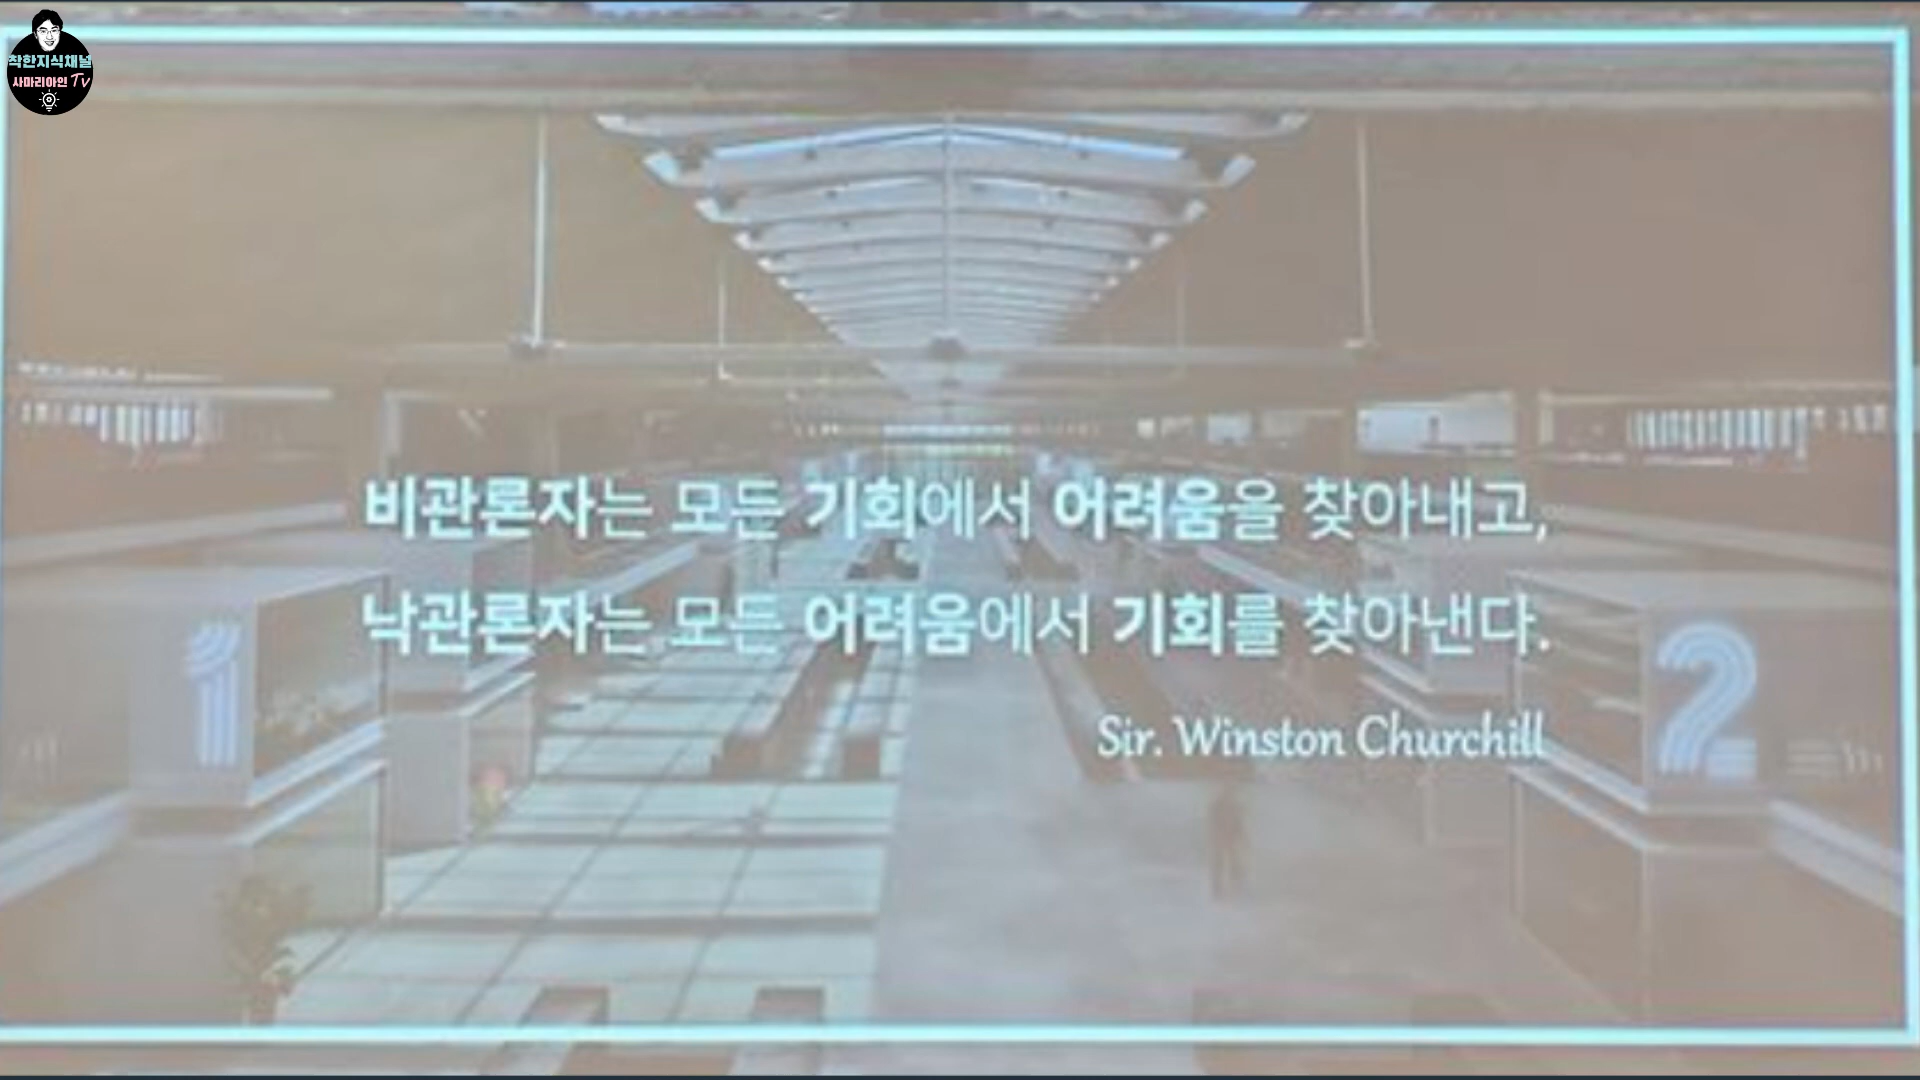 착한지식채널
사마리아인 TV
비관론자는 모든 기회에서 어려움을 찾아내고,
낙관론자는 모든 어려움에서 기회를 찾아낸다.
Sir. Winston Churchill
1
2